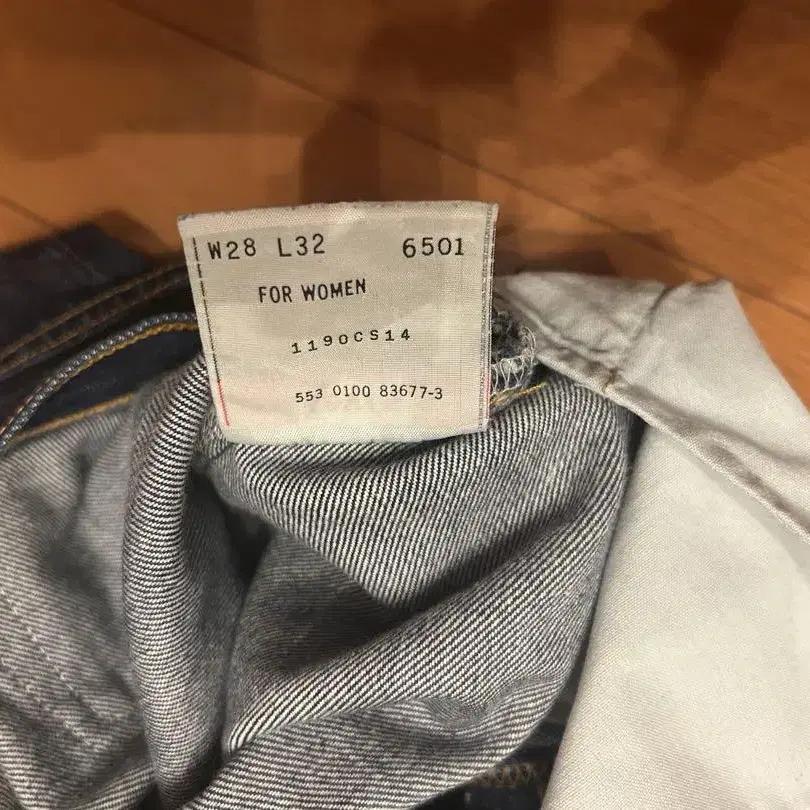 W28 L32 6501
FOR WOMEN
1190CS14
553 0100 83677-3